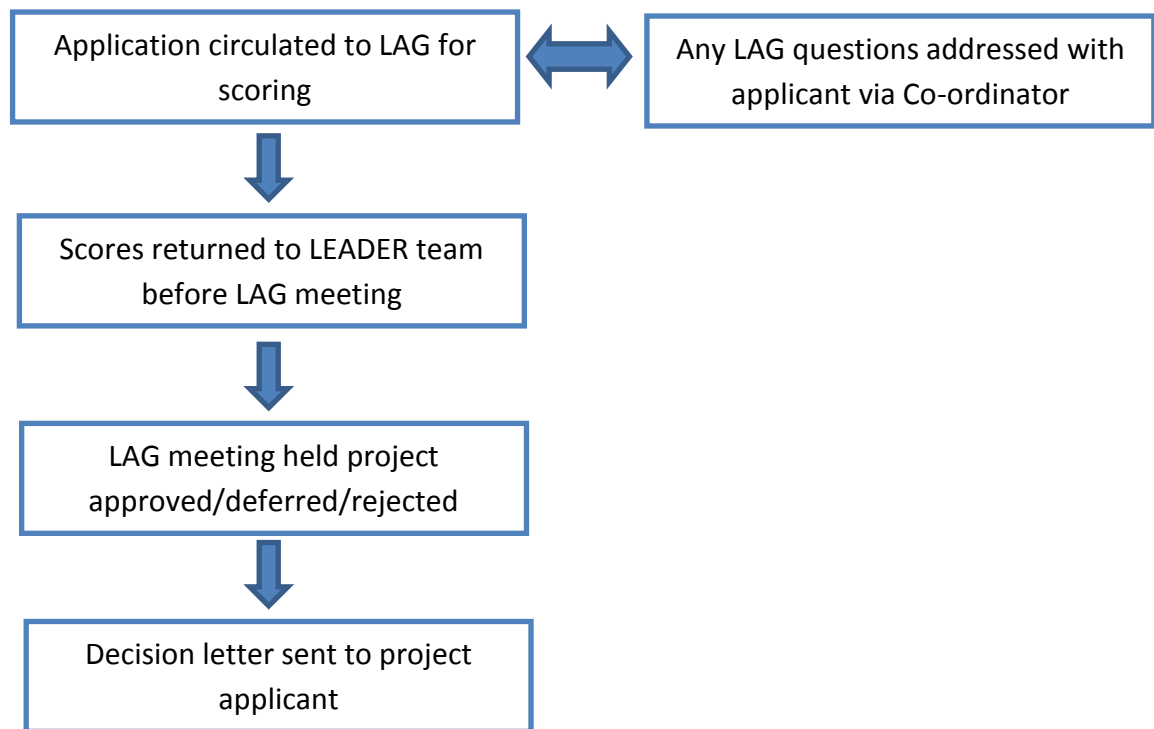 Application circulated to LAG for
scoring
Any LAG questions addressed with
applicant via Co-ordinator
Scores returned to LEADER team
before LAG meeting
LAG meeting held project
approved/deferred/rejected
Decision letter sent to project
applicant